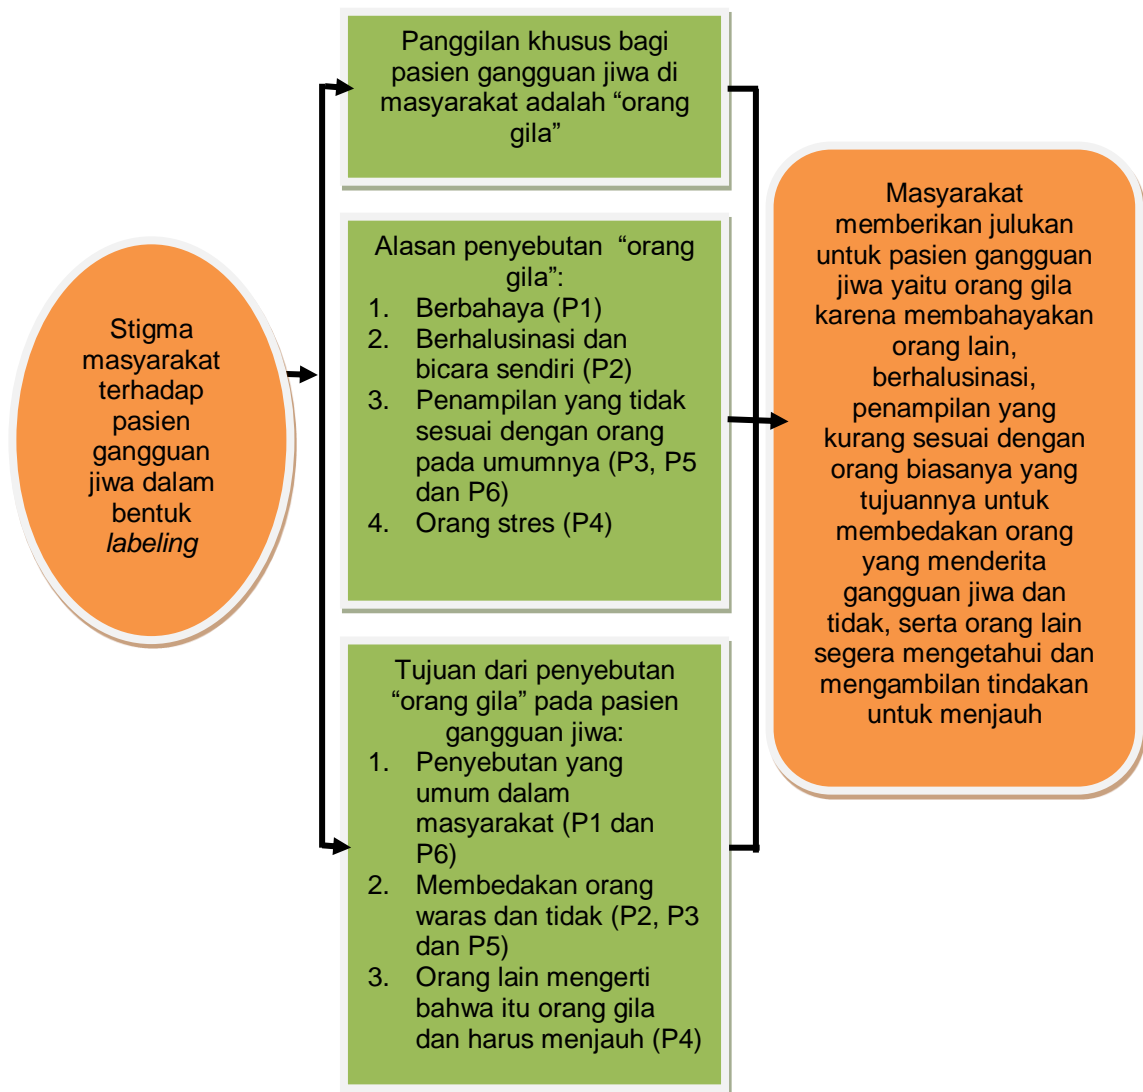 Stigma
masyarakat
terhadap
pasien
gangguan
jiwa dalam
bentuk
labeling
Panggilan khusus bagi
pasien gangguan jiwa di
masyarakat adalah “orang
gila”
Alasan penyebutan “orang
gila”:
1. Berbahaya (P1)
2. Berhalusinasi dan
bicara sendiri (P2)
3. Penampilan yang tidak
sesuai dengan orang
pada umumnya (P3, P5
dan P6)
4. Orang stres (P4)
Tujuan dari penyebutan
“orang gila” pada pasien
gangguan jiwa:
1. Penyebutan yang
umum dalam
masyarakat (P1 dan
P6)
2. Membedakan orang
waras dan tidak (P2, P3
dan P5)
3. Orang lain mengerti
bahwa itu orang gila
dan harus menjauh (P4)
Masyarakat
memberikan julukan
untuk pasien gangguan
jiwa yaitu orang gila
karena membahayakan
orang lain,
berhalusinasi,
penampilan yang
kurang sesuai dengan
orang biasanya yang
tujuannya untuk
membedakan orang
yang menderita
gangguan jiwa dan
tidak, serta orang lain
segera mengetahui dan
mengambilan tindakan
untuk menjauh